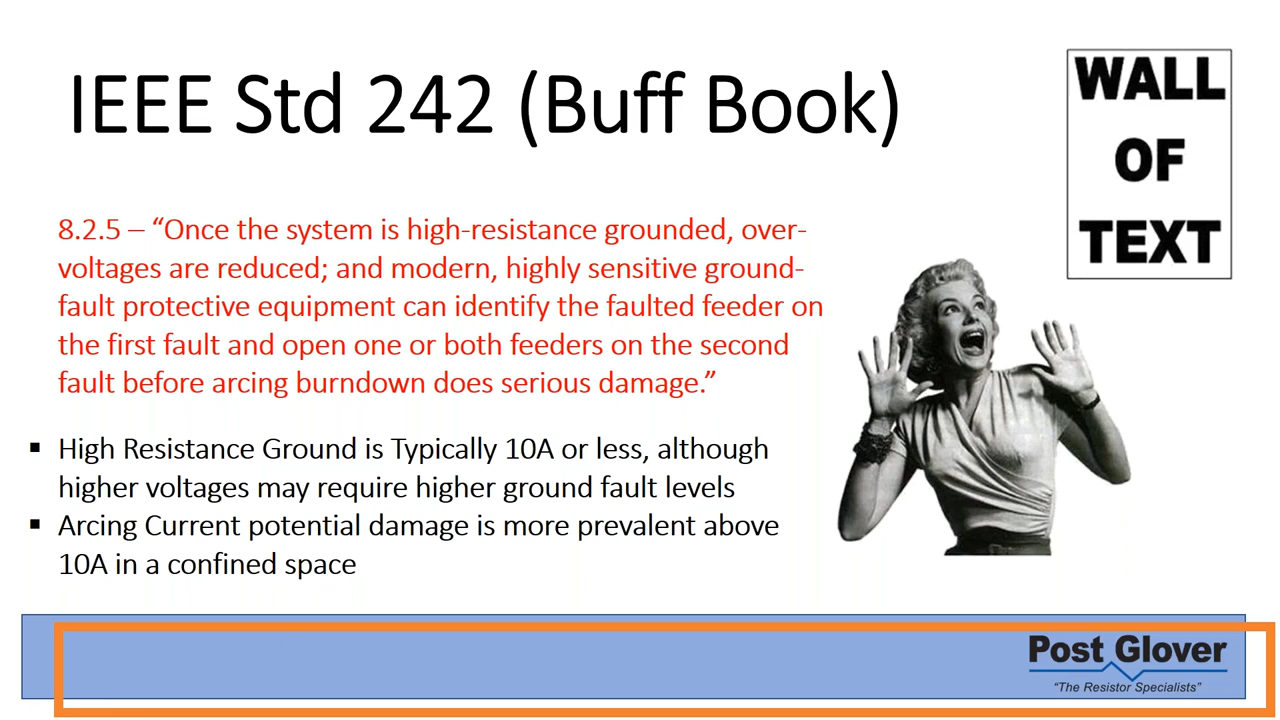 IEEE Std 242 (Buff Book)
WALL
OF
TEXT
8.2.5 – “Once the system is high-resistance grounded, over-
voltages are reduced; and modern, highly sensitive ground-
fault protective equipment can identify the faulted feeder on
the first fault and open one or both feeders on the second
fault before arcing burndown does serious damage.”
▪ High Resistance Ground is Typically 10A or less, although
higher voltages may require higher ground fault levels
▪ Arcing Current potential damage is more prevalent above
10A in a confined space
Post Glover
“The Resistor Specialists”